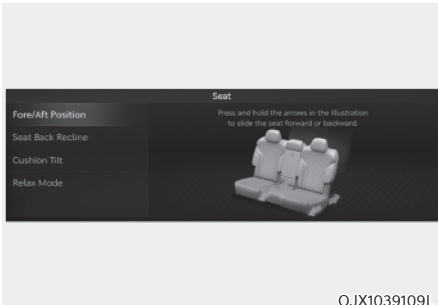 Seat
Fore/Aft Position
Press and hold the arrows in the illustration
to slide the seat forward or backward.
Seat Back Recline
Cushion Tilt
Relax Mode
OJX1039109L